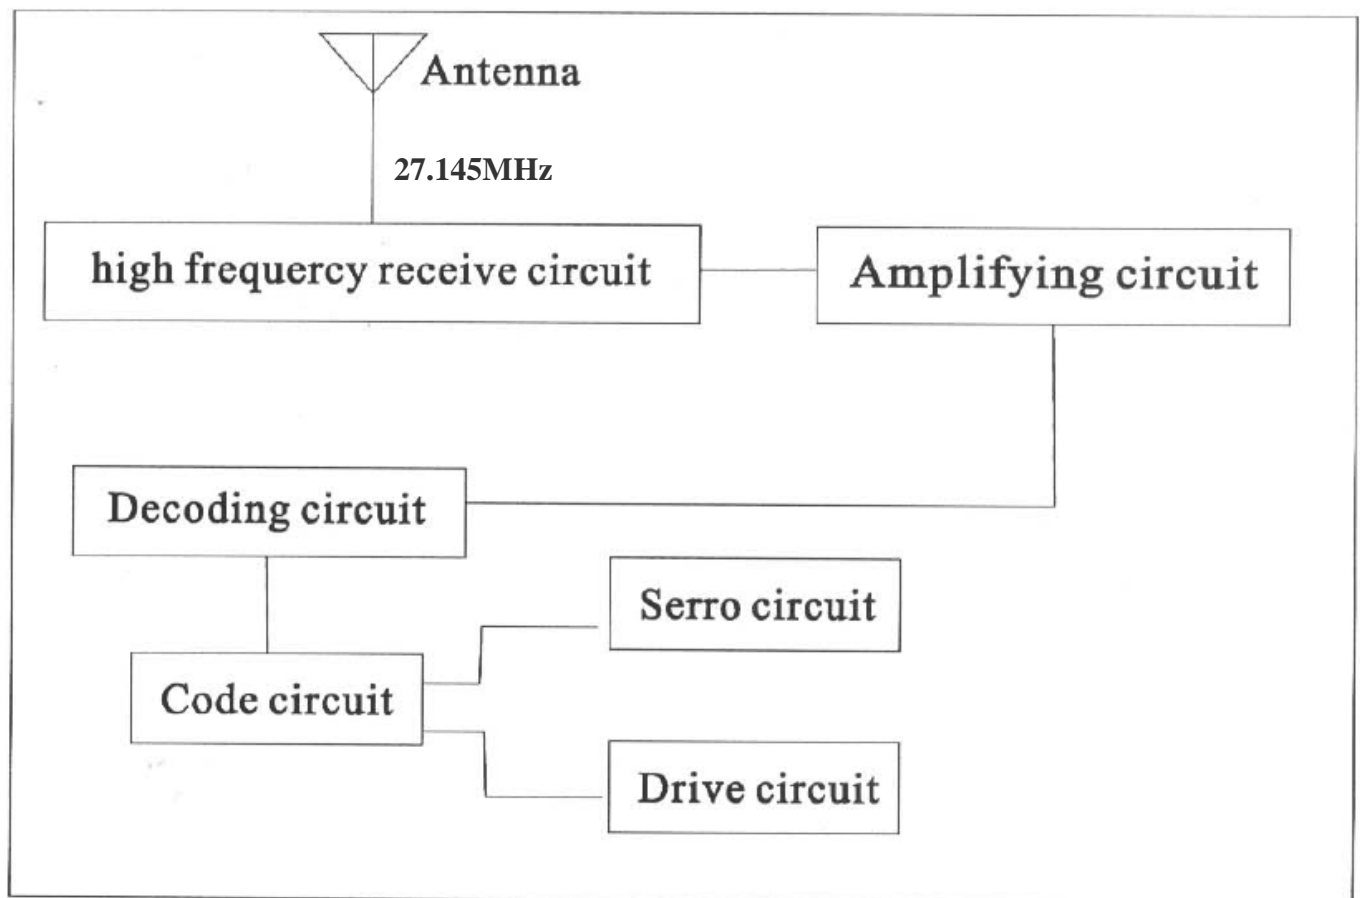 Antenna
27.145MHz
high frequercy receive circuit
Amplifying circuit
Decoding circuit
Serro circuit
Code circuit
Drive circuit